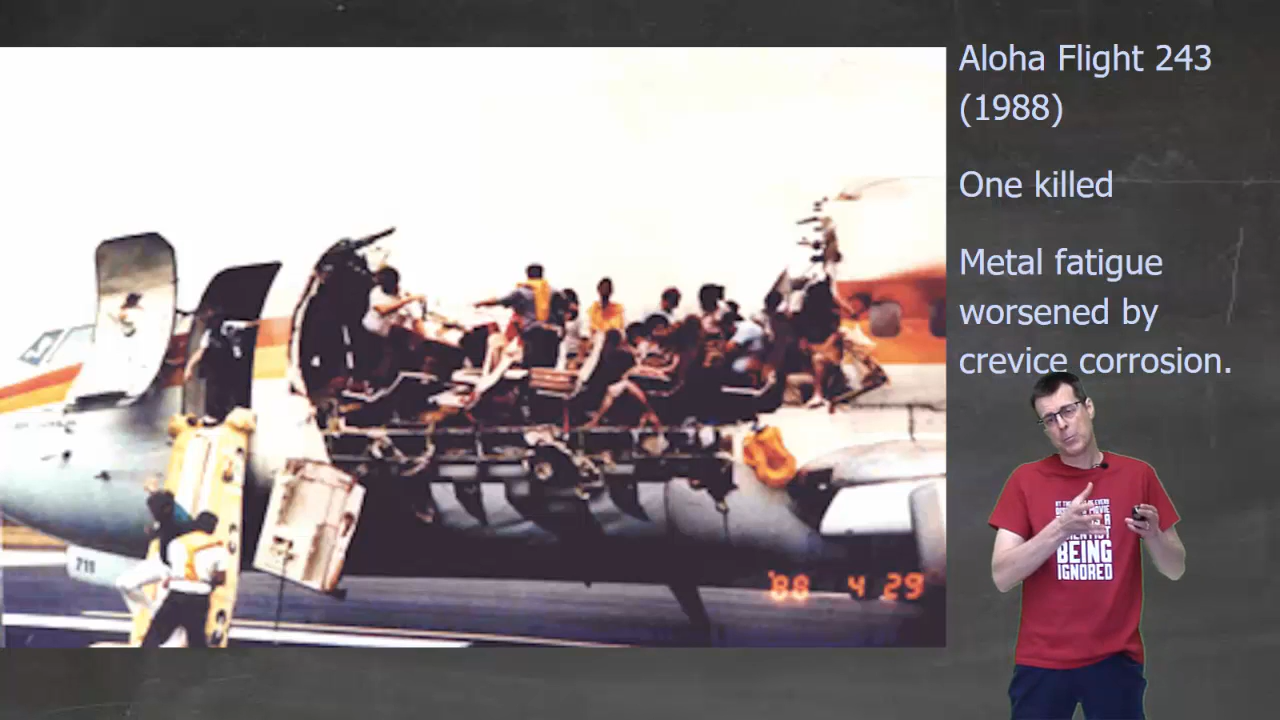 Aloha Flight 243
(1988)
One killed
Metal fatigue
worsened by
crevice corrosion.
BEING
IGNORED
'88 4 29